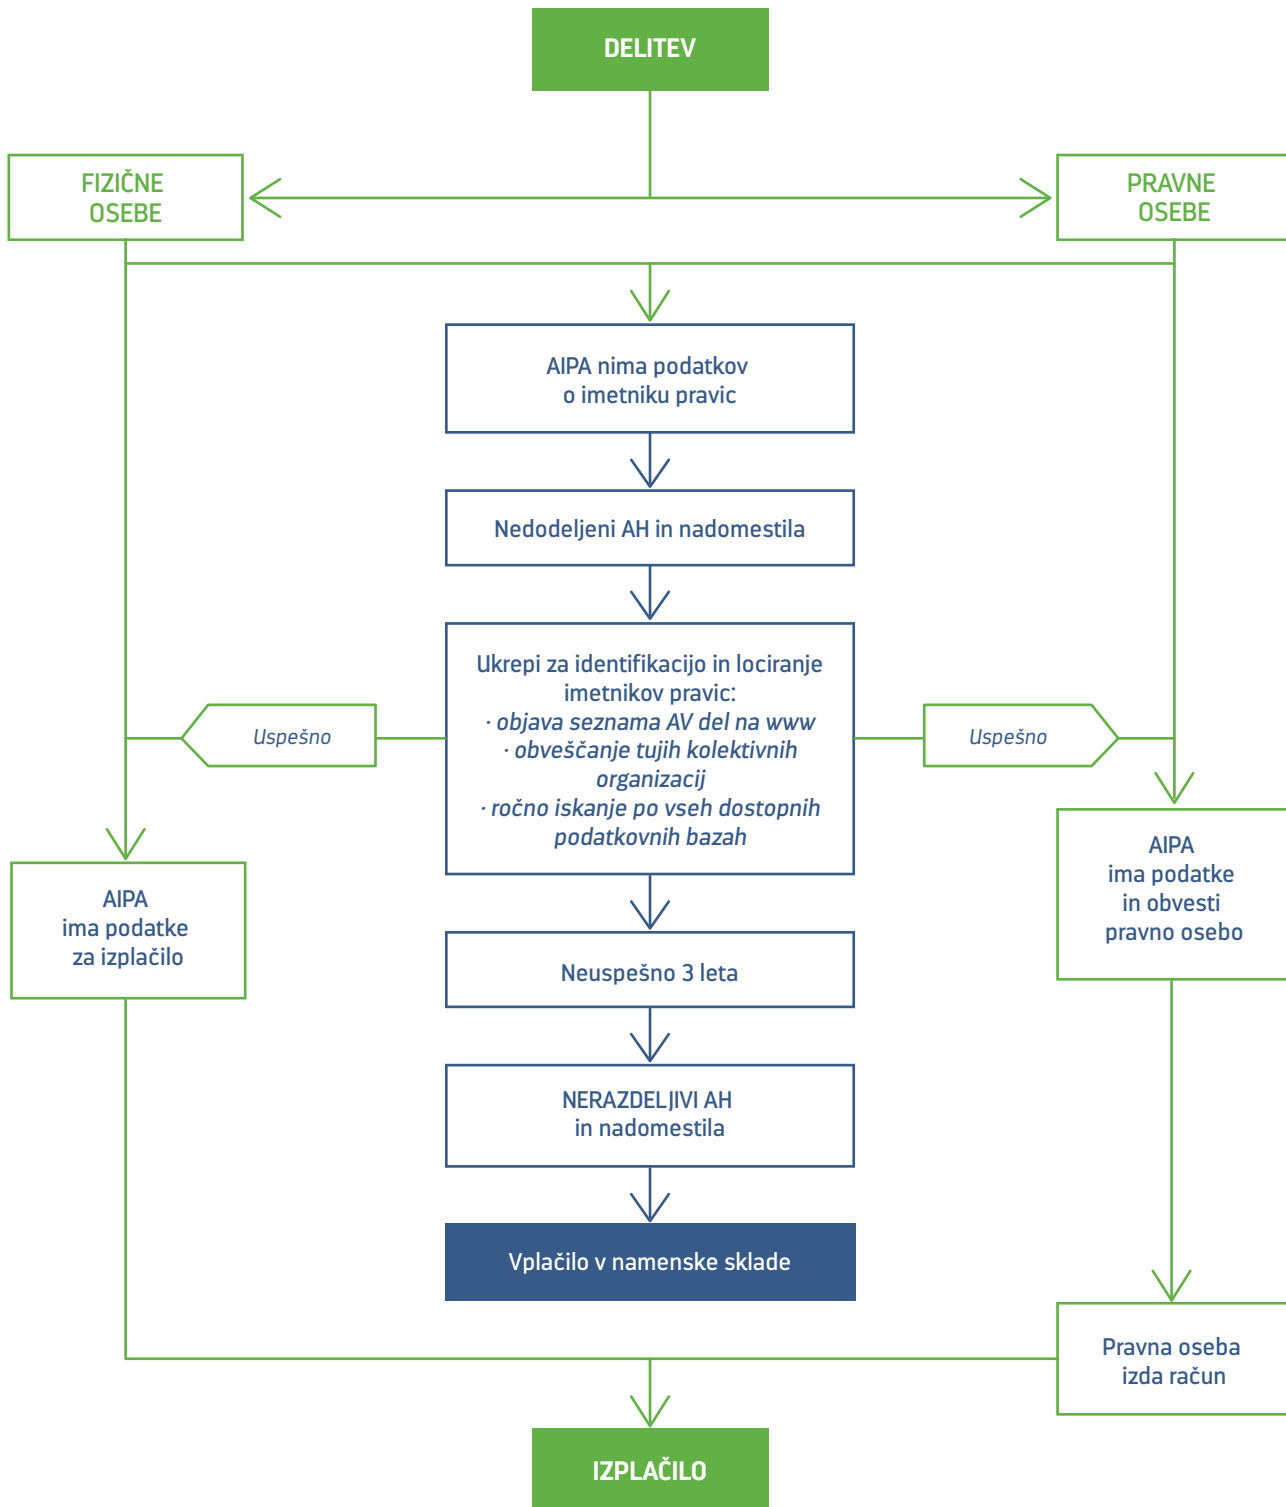 DELITEV
FIZIČNE
OSEBE
PRAVNE
OSEBE
AIPA nima podatkov
o imetniku pravic
Nedodeljeni AH in nadomestila
Ukrepi za identifikacijo in lociranje
imetnikov pravic:
· objava seznama AV del na www
· obveščanje tujih kolektivnih
organizacij
· ročno iskanje po vseh dostopnih
podatkovnih bazah
Uspešno
Uspešno
AIPA
ima podatke
za izplačilo
AIPA
ima podatke
in obvesti
pravno osebo
Neuspešno 3 leta
NERAZDELJIVI AH
in nadomestila
Vplačilo v namenske sklade
Pravna oseba
izda račun
IZPLAČILO